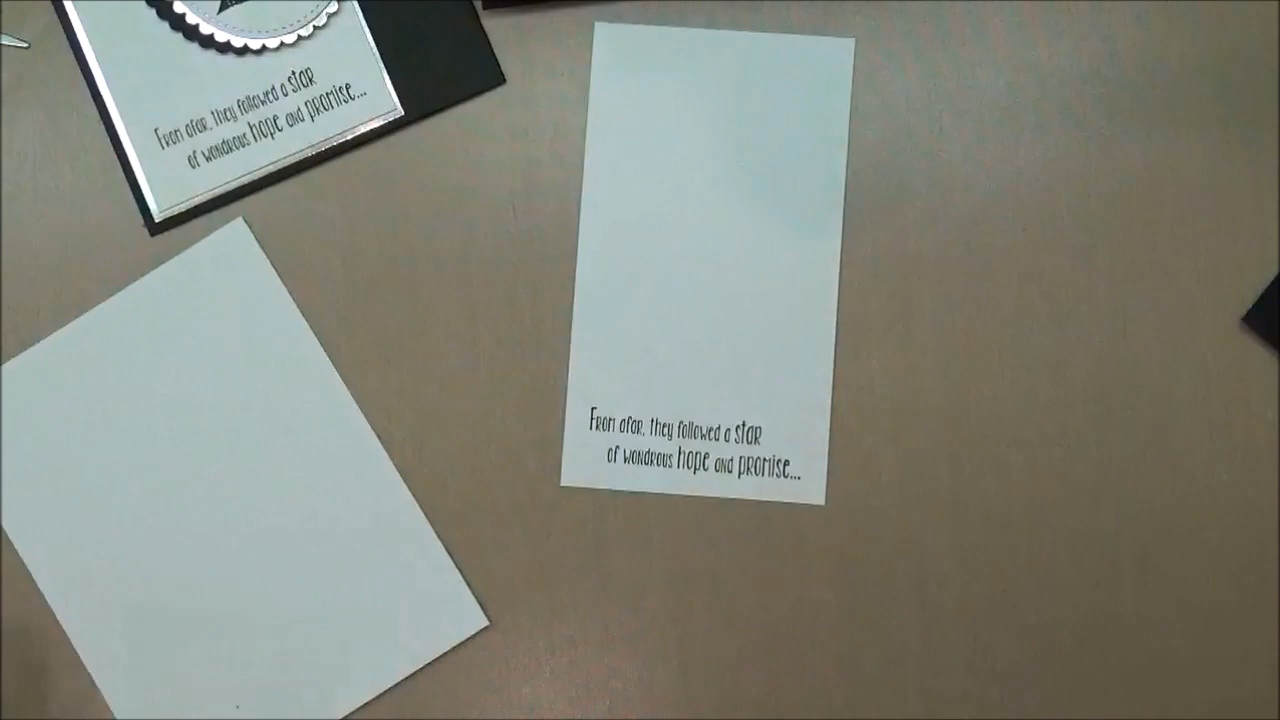 From afar, they followed a star
of wondrous hope and promise...
From afar, they followed a star
of wondrous hope and promise...